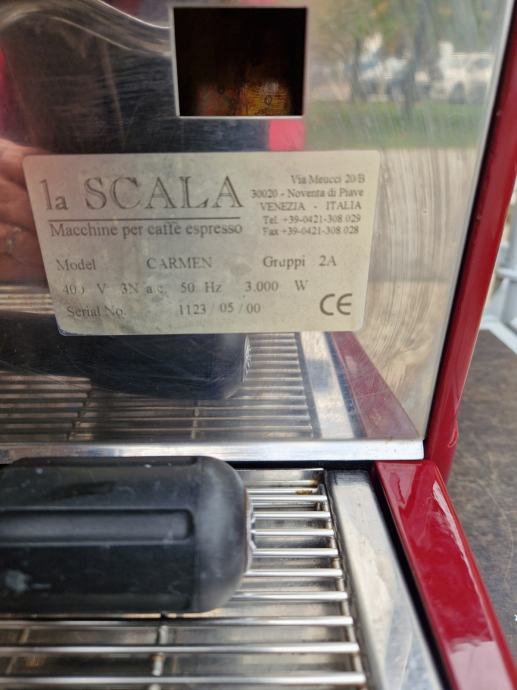 la SCALA
Macchine per caffè espresso
Via Meucci 20/B
30020 - Noventa di Piave
VENEZIA - ITALIA
Tel. +39-0421-308.029
Fax +39-0421-308.028
Model CARMEN Gruppi 2A
400 V 3N a.c. 50 Hz 3.000 W
Serial No. 1123 / 05 / 00 CE